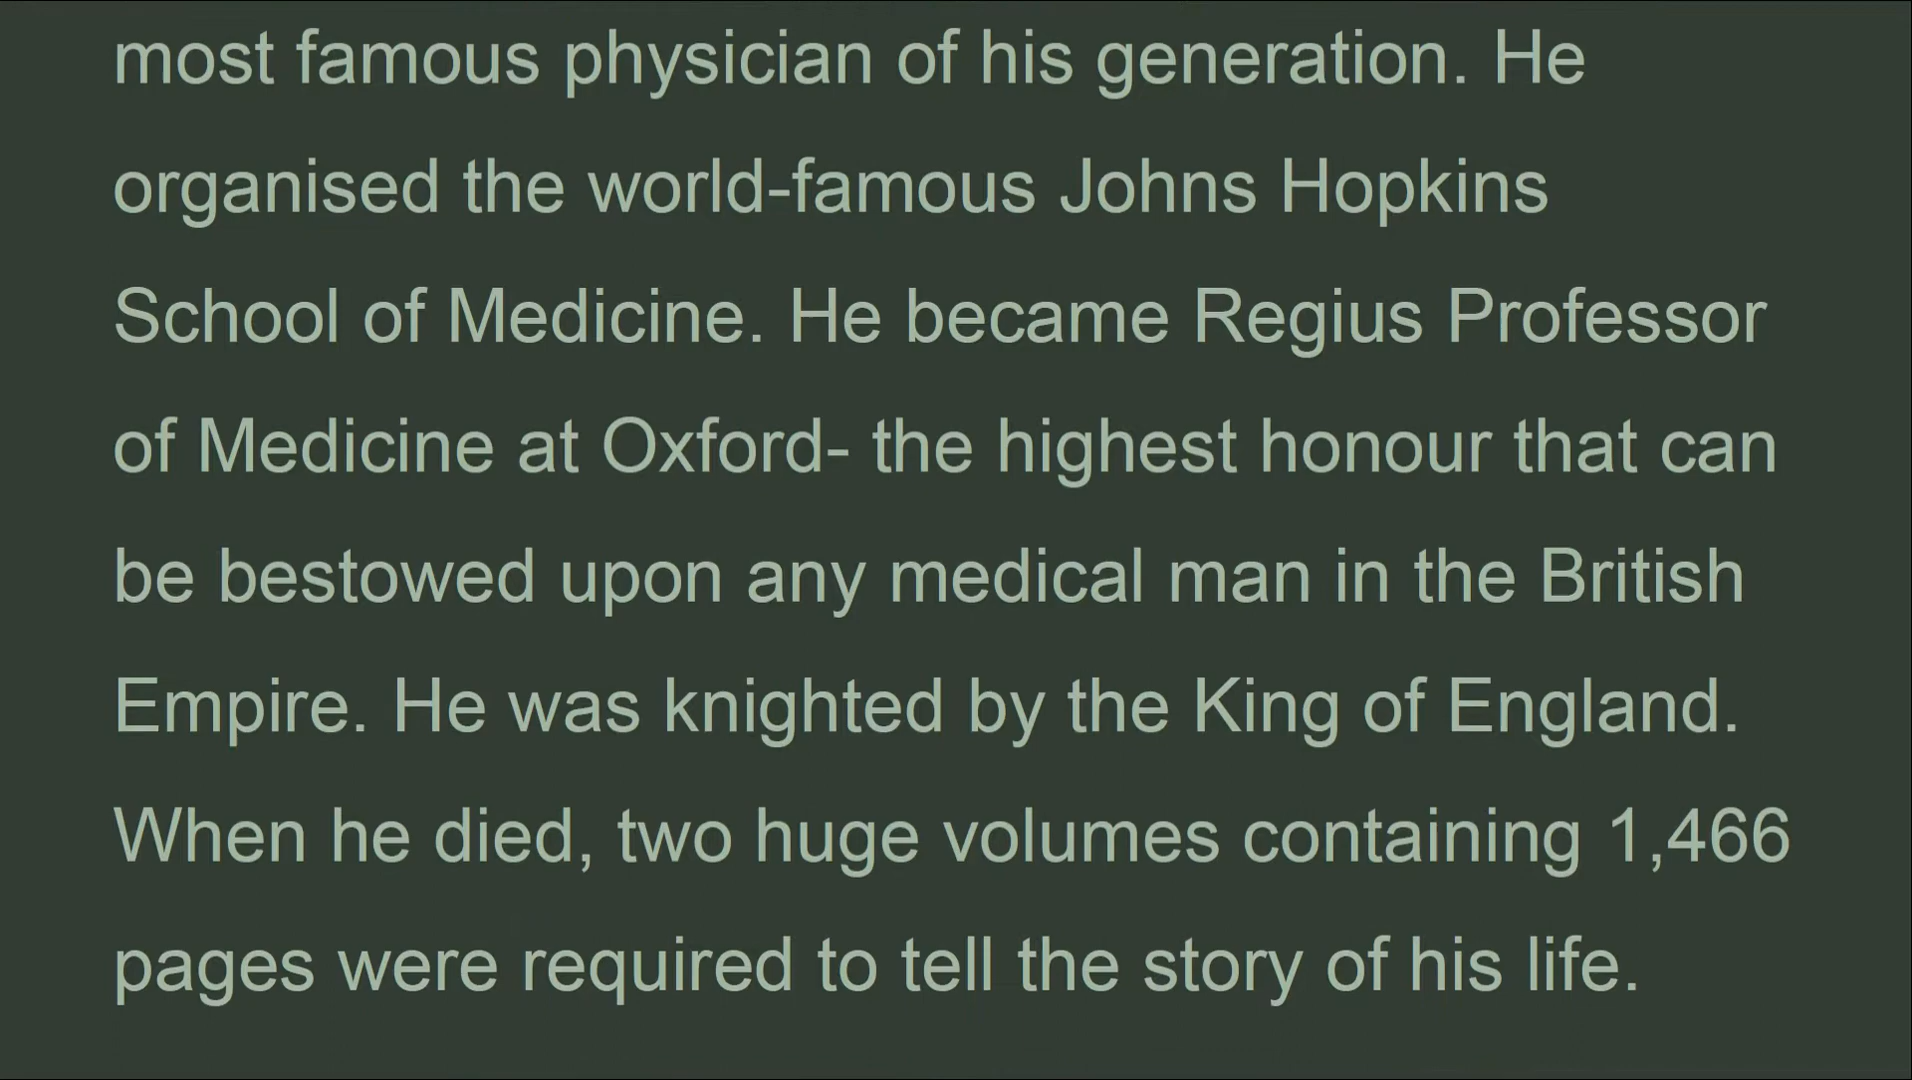 most famous physician of his generation. He
organised the world-famous Johns Hopkins
School of Medicine. He became Regius Professor
of Medicine at Oxford- the highest honour that can
be bestowed upon any medical man in the British
Empire. He was knighted by the King of England.
When he died, two huge volumes containing 1,466
pages were required to tell the story of his life.